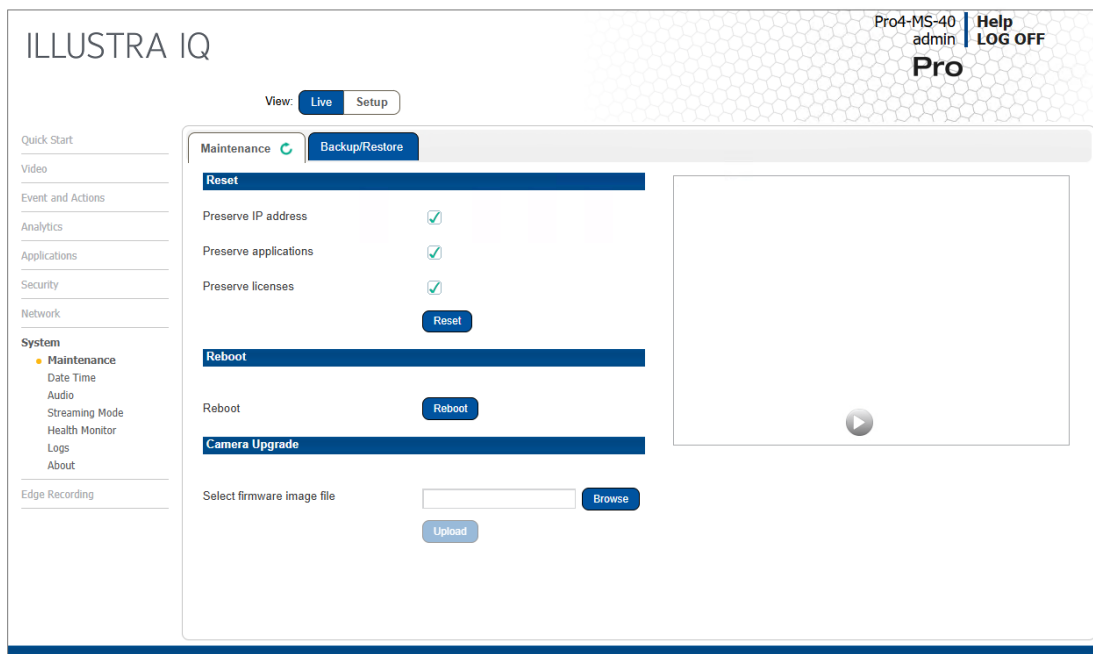 ILLUSTRA IQ
Pro4-MS-40 Help
admin LOG OFF
Pro
View: Live Setup
Quick Start
Video
Event and Actions
Analytics
Applications
Security
Network
System
Maintenance
Date Time
Audio
Streaming Mode
Health Monitor
Logs
About
Edge Recording
Maintenance Backup/Restore
Reset
Preserve IP address
Preserve applications
Preserve licenses
Reset
Reboot
Reboot Reboot
Camera Upgrade
Select firmware image file Browse
Upload